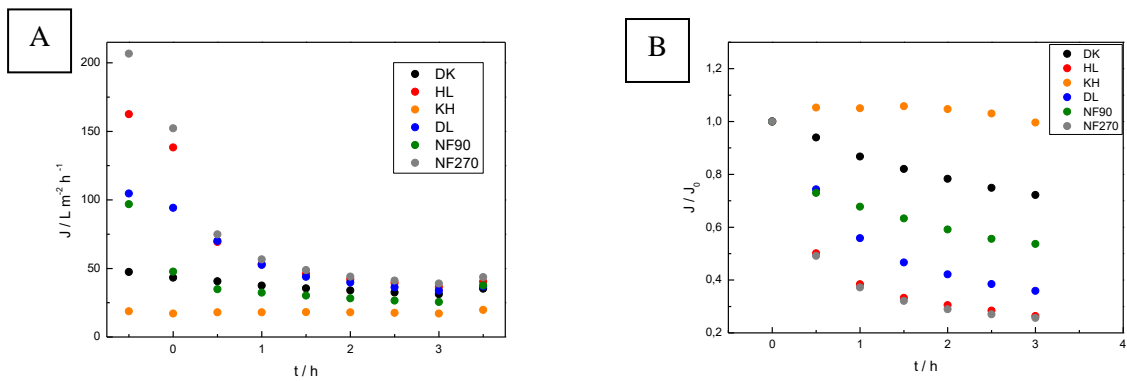 A
200
150
100
50
0
J / L m⁻² h⁻¹
0 1 2 3
t / h
DK
HL
KH
DL
NF90
NF270
B
1,2
1,0
0,8
0,6
0,4
0,2
J / J₀
0 1 2 3 4
t / h
DK
HL
KH
DL
NF90
NF270